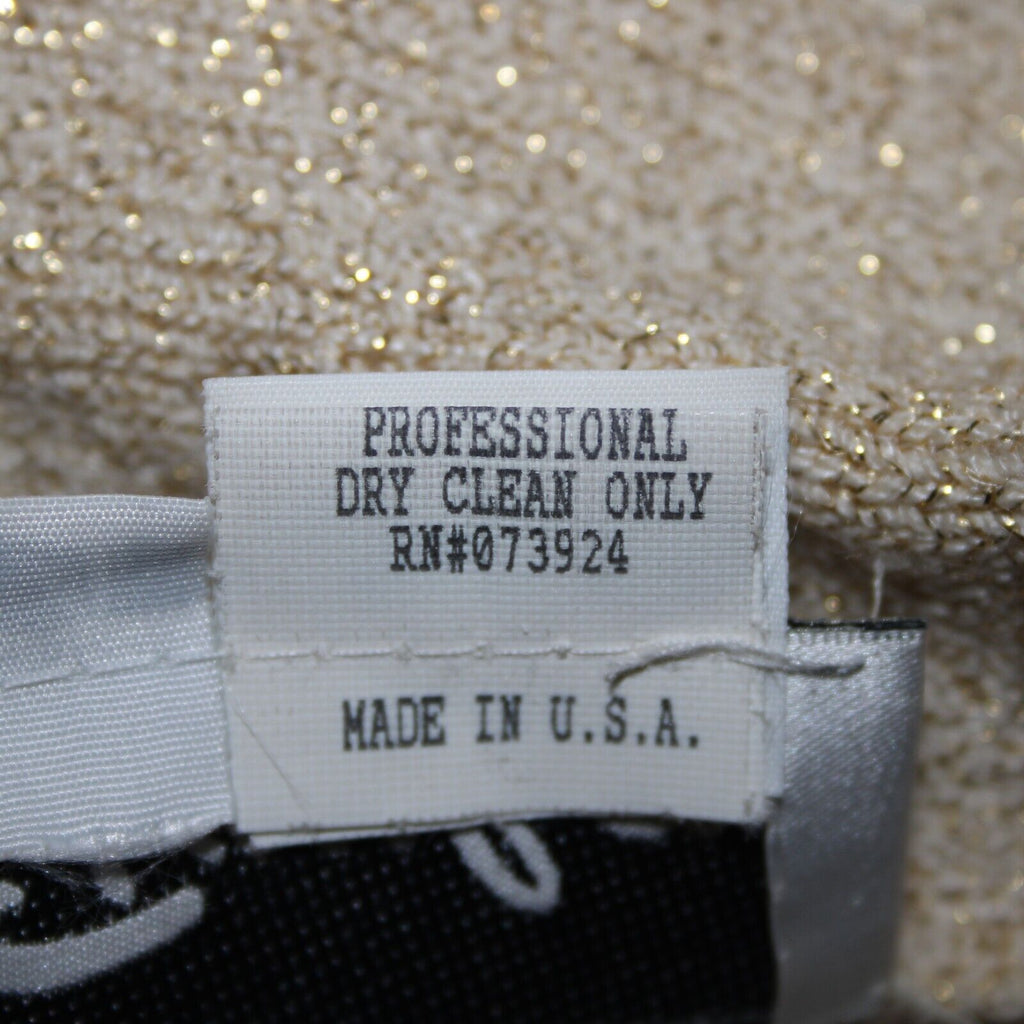 PROFESSIONAL
DRY CLEAN ONLY
RN#073924
MADE IN U.S.A.